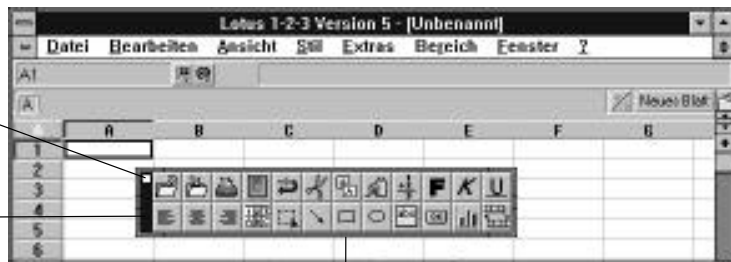 Lotus 1-2-3 Version 5 - [Unbenannt]
Datei Bearbeiten Ansicht Stil Extras Bereich Fenster ?
A1
A Neues Blatt
A B C D E F G
1
2
3 F K U
4
5
6